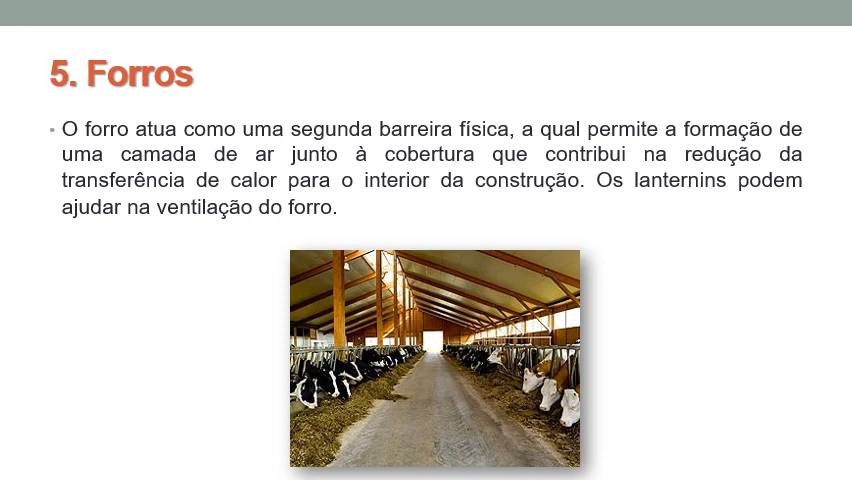 5. Forros
• O forro atua como uma segunda barreira física, a qual permite a formação de
uma camada de ar junto à cobertura que contribui na redução da
transferência de calor para o interior da construção. Os lanternins podem
ajudar na ventilação do forro.